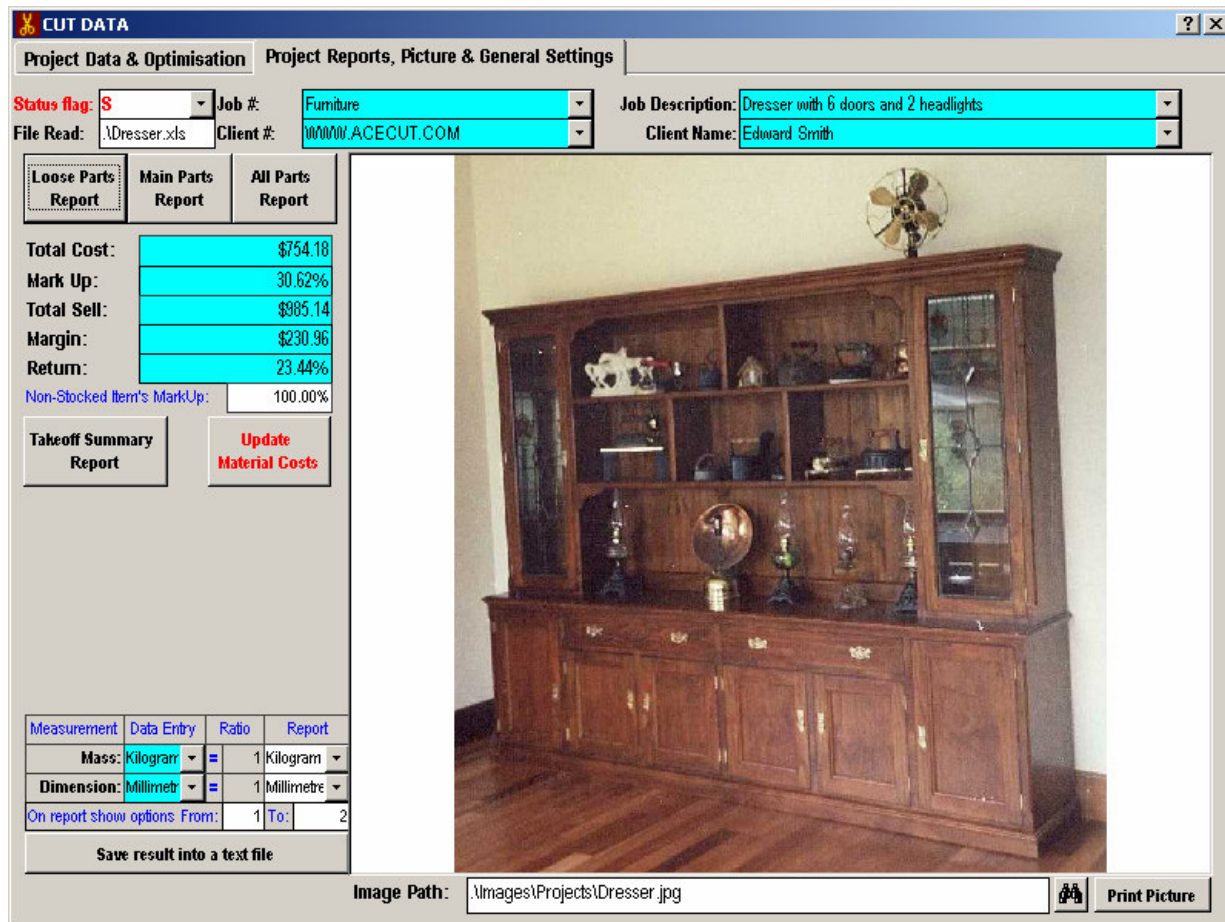 CUT DATA
Project Data & Optimisation
Project Reports, Picture & General Settings
Status flag: S Job #: Furniture Job Description: Dresser with 6 doors and 2 headlights
File Read: .\Dresser.xls Client #: WWW.ACECUT.COM Client Name: Edward Smith
Loose Parts Report
Main Parts Report
All Parts Report
Total Cost: $754.18
Mark Up: 30.62%
Total Sell: $985.14
Margin: $230.96
Return: 23.44%
Non-Stocked Item's MarkUp: 100.00%
Takeoff Summary Report
Update Material Costs
Measurement Data Entry Ratio Report
Mass: Kilogram = 1 Kilogram
Dimension: Millimetr = 1 Millimetre
On report show options From: 1 To: 2
Save result into a text file
Image Path: .\Images\Projects\Dresser.jpg Print Picture